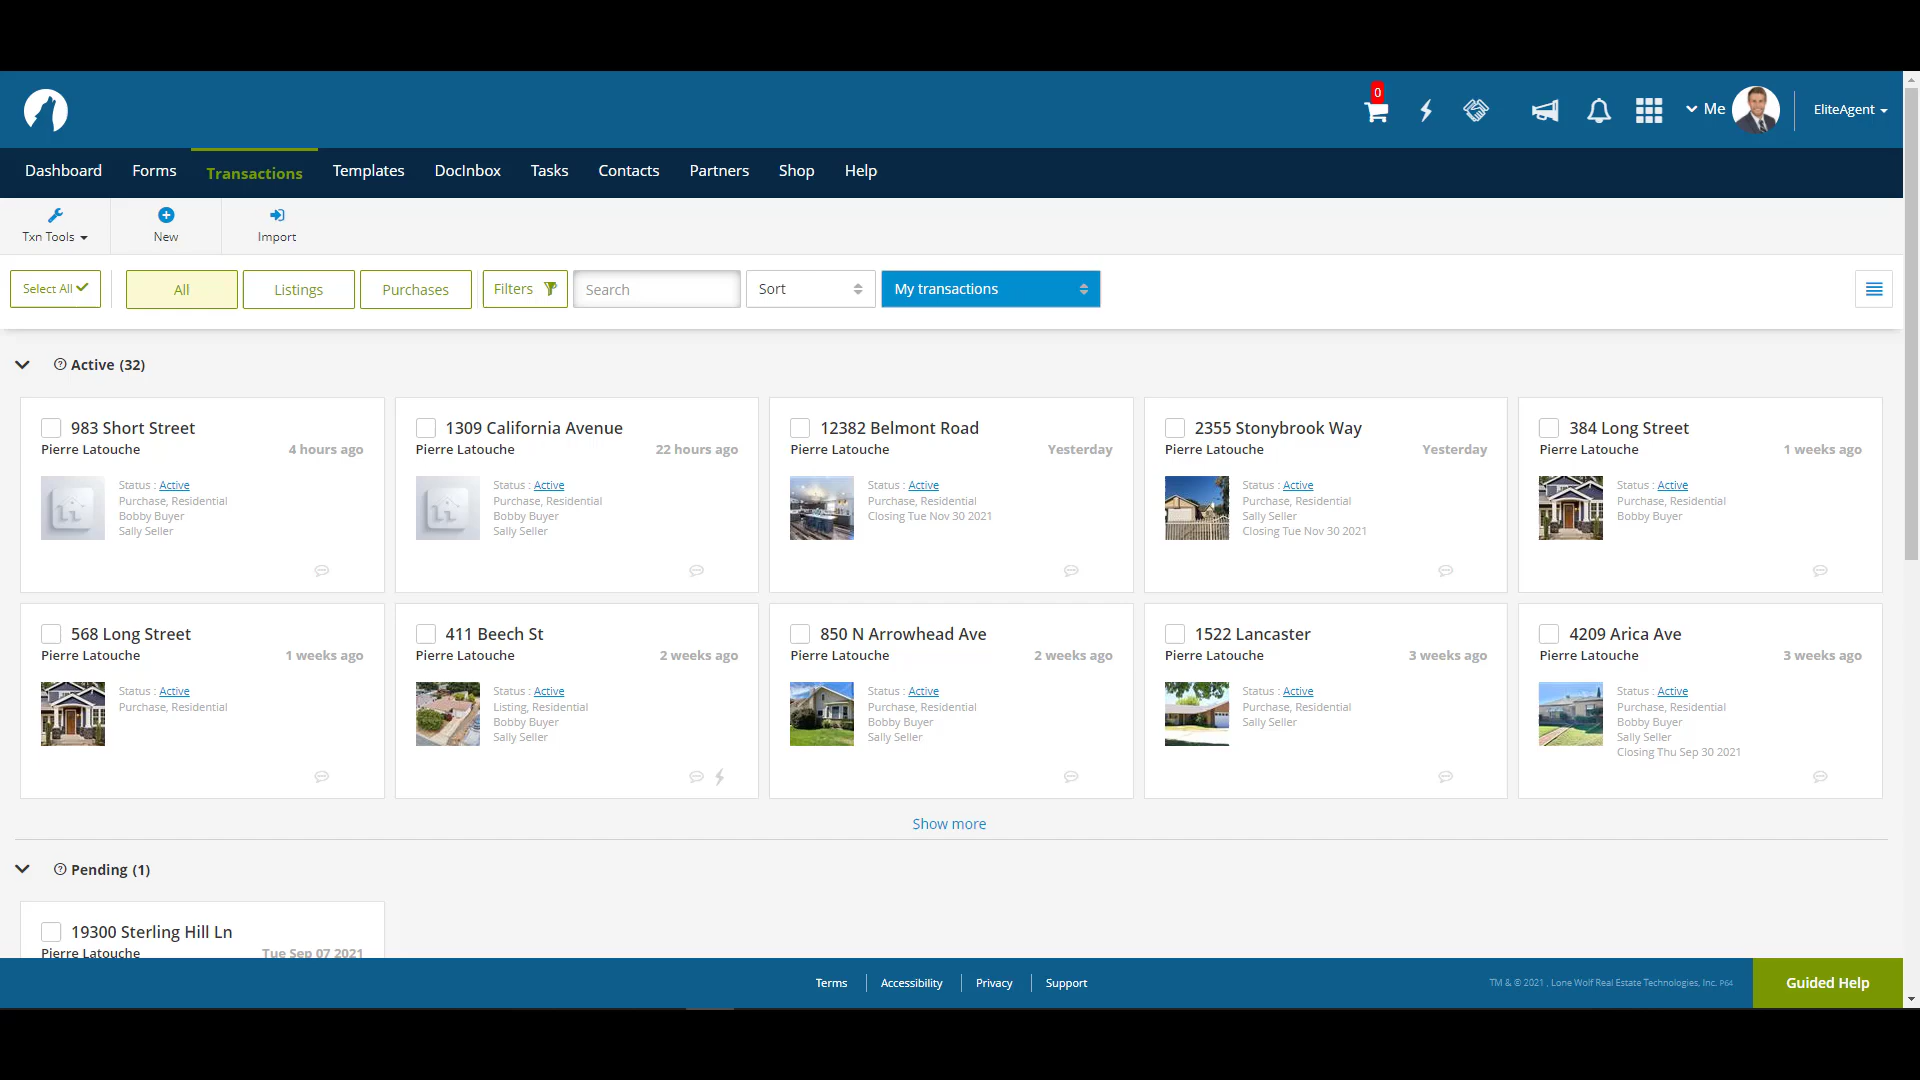 0
Me
EliteAgent
Dashboard Forms Transactions Templates DocInbox Tasks Contacts Partners Shop Help
Txn Tools New Import
Select All All Listings Purchases Filters Search Sort My transactions
Active (32)
983 Short Street
Pierre Latouche 4 hours ago
Status : Active
Purchase, Residential
Bobby Buyer
Sally Seller
1309 California Avenue
Pierre Latouche 22 hours ago
Status : Active
Purchase, Residential
Bobby Buyer
Sally Seller
12382 Belmont Road
Pierre Latouche Yesterday
Status : Active
Purchase, Residential
Closing Tue Nov 30 2021
2355 Stonybrook Way
Pierre Latouche Yesterday
Status : Active
Purchase, Residential
Sally Seller
Closing Tue Nov 30 2021
384 Long Street
Pierre Latouche 1 weeks ago
Status : Active
Purchase, Residential
Bobby Buyer
568 Long Street
Pierre Latouche 1 weeks ago
Status : Active
Purchase, Residential
411 Beech St
Pierre Latouche 2 weeks ago
Status : Active
Listing, Residential
Bobby Buyer
Sally Seller
850 N Arrowhead Ave
Pierre Latouche 2 weeks ago
Status : Active
Purchase, Residential
Bobby Buyer
Sally Seller
1522 Lancaster
Pierre Latouche 3 weeks ago
Status : Active
Purchase, Residential
Sally Seller
4209 Arica Ave
Pierre Latouche 3 weeks ago
Status : Active
Purchase, Residential
Bobby Buyer
Sally Seller
Closing Thu Sep 30 2021
Show more
Pending (1)
19300 Sterling Hill Ln
Pierre Latouche Tue Sep 07 2021
Terms Accessibility Privacy Support
TM & © 2021 , Lone Wolf Real Estate Technologies, Inc. P64
Guided Help